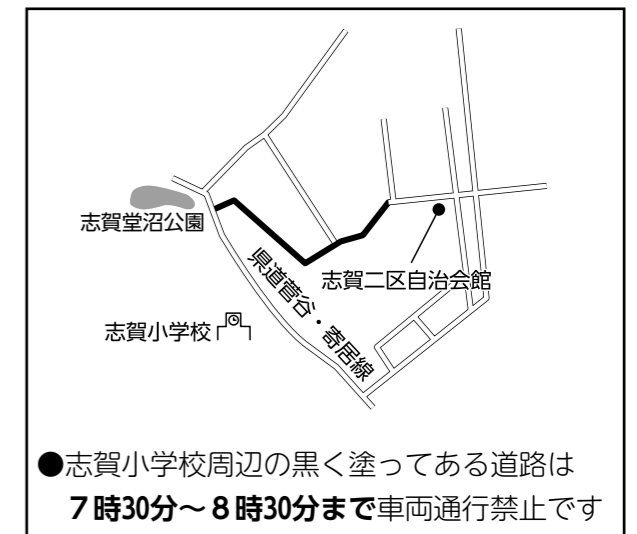 志賀堂沼公園
県道菅谷・寄居線
志賀二区自治会館
志賀小学校
●志賀小学校周辺の黒く塗ってある道路は
７時30分～８時30分まで車両通行禁止です